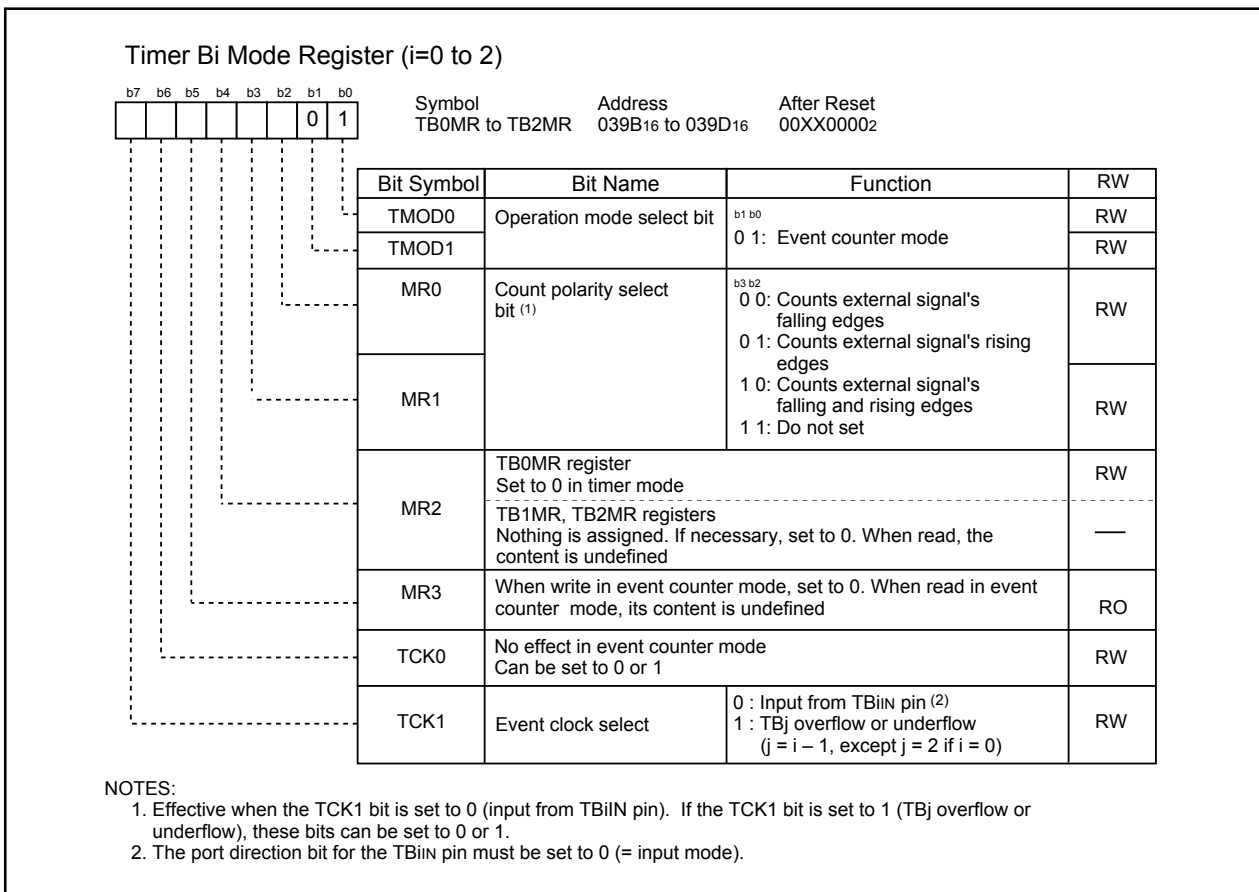 Timer Bi Mode Register (i=0 to 2)
b7 b6 b5 b4 b3 b2 b1 b0
0 1
Symbol Address After Reset
TB0MR to TB2MR 039B16 to 039D16 00XX00002
Bit Symbol Bit Name Function RW
TMOD0 Operation mode select bit b1 b0 RW
0 1: Event counter mode
TMOD1 RW
MR0 Count polarity select bit (1) b3 b2 RW
0 0: Counts external signal's
falling edges
0 1: Counts external signal's rising
edges
MR1 1 0: Counts external signal's RW
falling and rising edges
1 1: Do not set
MR2 TB0MR register RW
Set to 0 in timer mode
TB1MR, TB2MR registers —
Nothing is assigned. If necessary, set to 0. When read, the
content is undefined
MR3 When write in event counter mode, set to 0. When read in event RO
counter mode, its content is undefined
TCK0 No effect in event counter mode RW
Can be set to 0 or 1
TCK1 Event clock select 0 : Input from TBiIN pin (2) RW
1 : TBj overflow or underflow
(j = i – 1, except j = 2 if i = 0)
NOTES:
1. Effective when the TCK1 bit is set to 0 (input from TBiIN pin). If the TCK1 bit is set to 1 (TBj overflow or
underflow), these bits can be set to 0 or 1.
2. The port direction bit for the TBiIN pin must be set to 0 (= input mode).